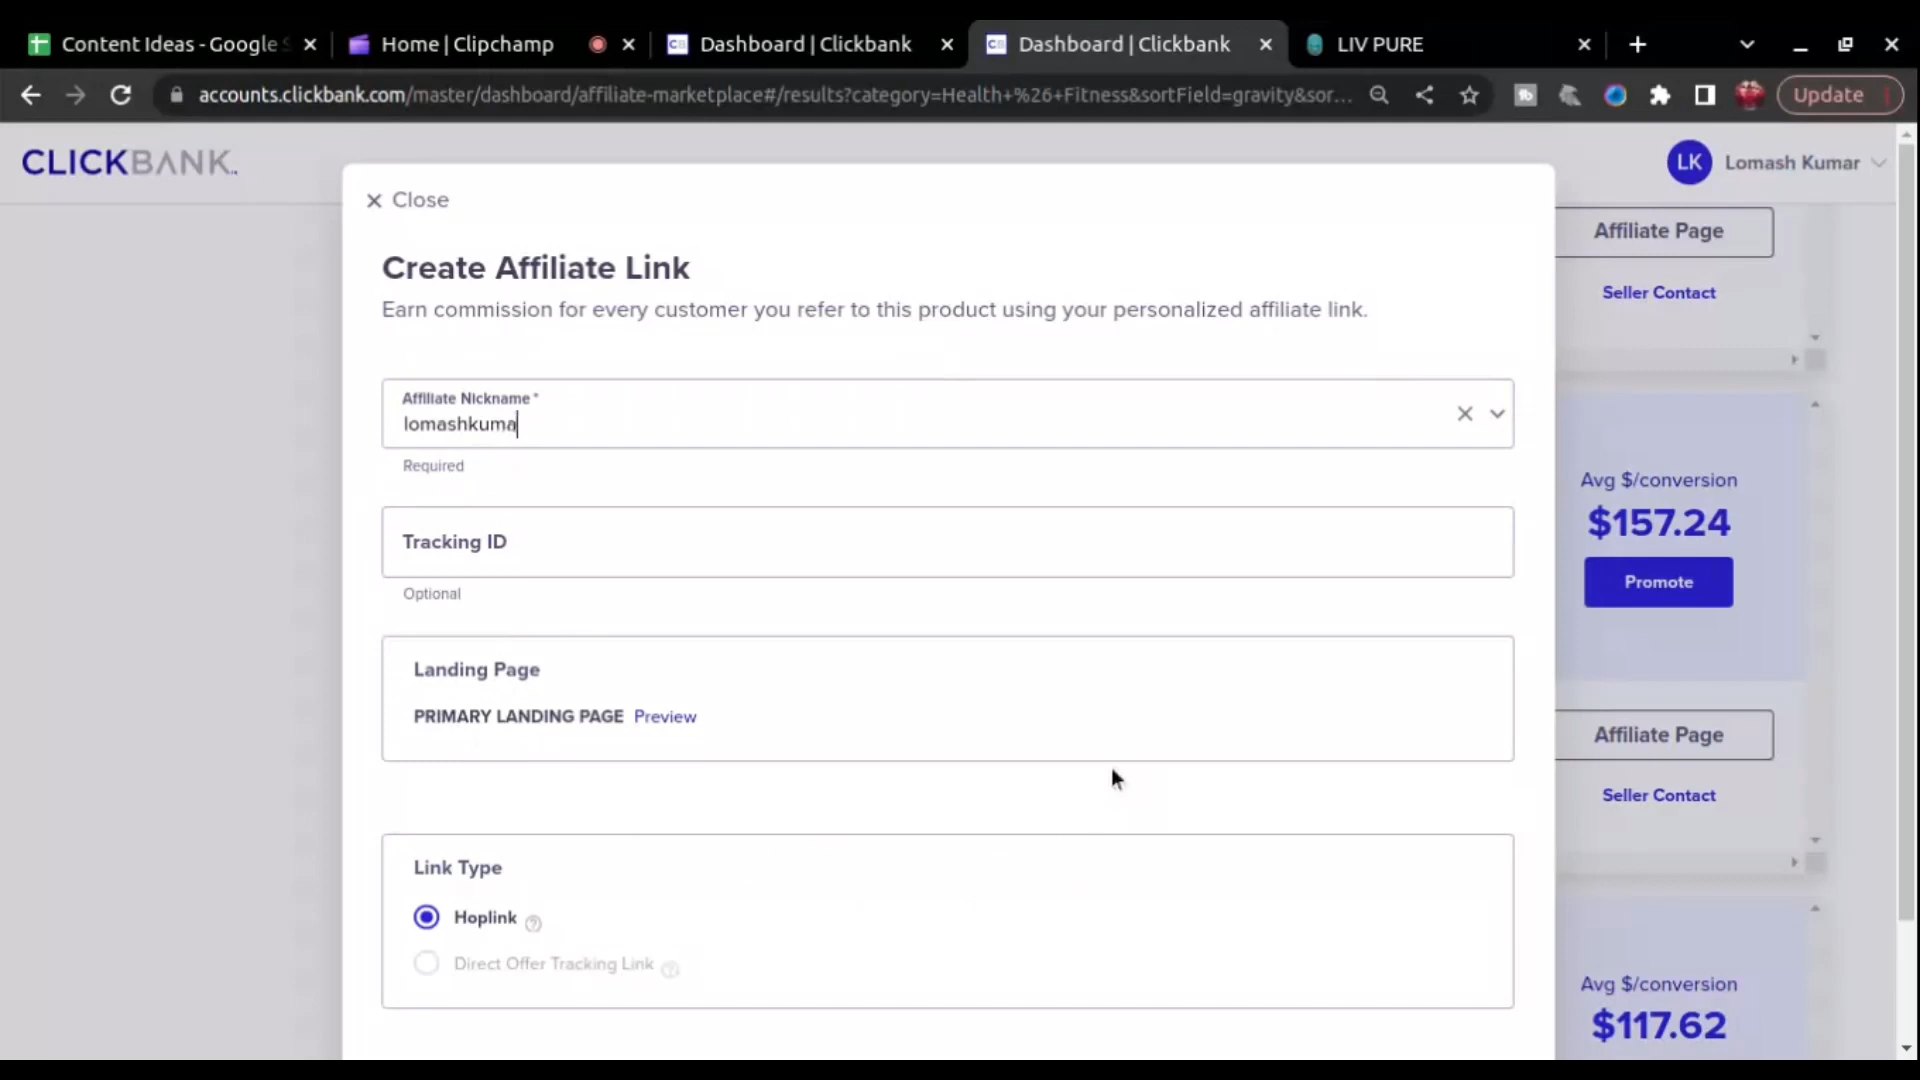 Content Ideas - Google S
Home | Clipchamp
Dashboard | Clickbank
Dashboard | Clickbank
LIV PURE
accounts.clickbank.com/master/dashboard/affiliate-marketplace#/results?category=Health+%26+Fitness&sortField=gravity&sor...
Update
CLICKBANK
LK
Lomash Kumar
Close
Create Affiliate Link
Earn commission for every customer you refer to this product using your personalized affiliate link.
Affiliate Nickname *
lomashkuma
Required
Tracking ID
Optional
Landing Page
PRIMARY LANDING PAGE Preview
Link Type
Hoplink ?
Direct Offer Tracking Link ?
Affiliate Page
Seller Contact
Avg $/conversion
$157.24
Promote
Affiliate Page
Seller Contact
Avg $/conversion
$117.62